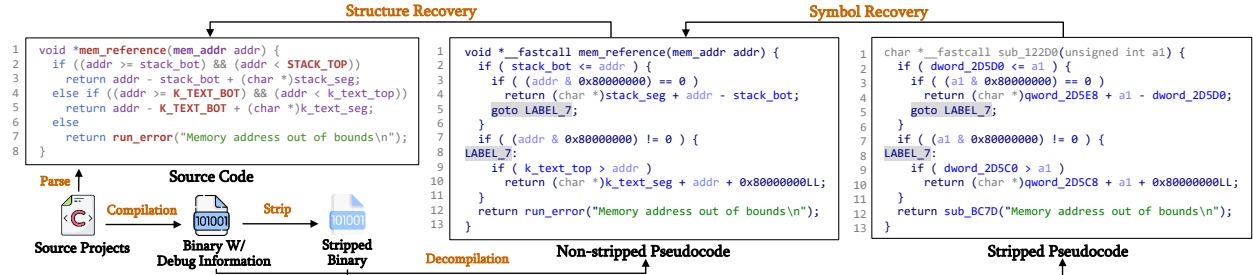 Structure Recovery
Symbol Recovery
1 void *mem_reference(mem_addr addr) {
2 if ((addr >= stack_bot) && (addr < STACK_TOP))
3 return addr - stack_bot + (char *)stack_seg;
4 else if ((addr >= K_TEXT_BOT) && (addr < k_text_top))
5 return addr - K_TEXT_BOT + (char *)k_text_seg;
6 else
7 return run_error("Memory address out of bounds\n");
8 }
Source Code
Parse
Compilation
Strip
<C>
101001
101001
Source Projects
Binary W/
Debug Information
Stripped
Binary
Decompilation
1 void *__fastcall mem_reference(mem_addr addr) {
2 if ( stack_bot <= addr ) {
3 if ( (addr & 0x80000000) == 0 )
4 return (char *)stack_seg + addr - stack_bot;
5 goto LABEL_7;
6 }
7 if ( (addr & 0x80000000) != 0 ) {
8 LABEL_7:
9 if ( k_text_top > addr )
10 return (char *)k_text_seg + addr + 0x80000000LL;
11 }
12 return run_error("Memory address out of bounds\n");
13 }
Non-stripped Pseudocode
1 char *__fastcall sub_122D0(unsigned int a1) {
2 if ( dword_2D5D0 <= a1 ) {
3 if ( (a1 & 0x80000000) == 0 )
4 return (char *)qword_2D5E8 + a1 - dword_2D5D0;
5 goto LABEL_7;
6 }
7 if ( (a1 & 0x80000000) != 0 ) {
8 LABEL_7:
9 if ( dword_2D5C0 > a1 )
10 return (char *)qword_2D5C8 + a1 + 0x80000000LL;
11 }
12 return sub_BC7D("Memory address out of bounds\n");
13 }
Stripped Pseudocode